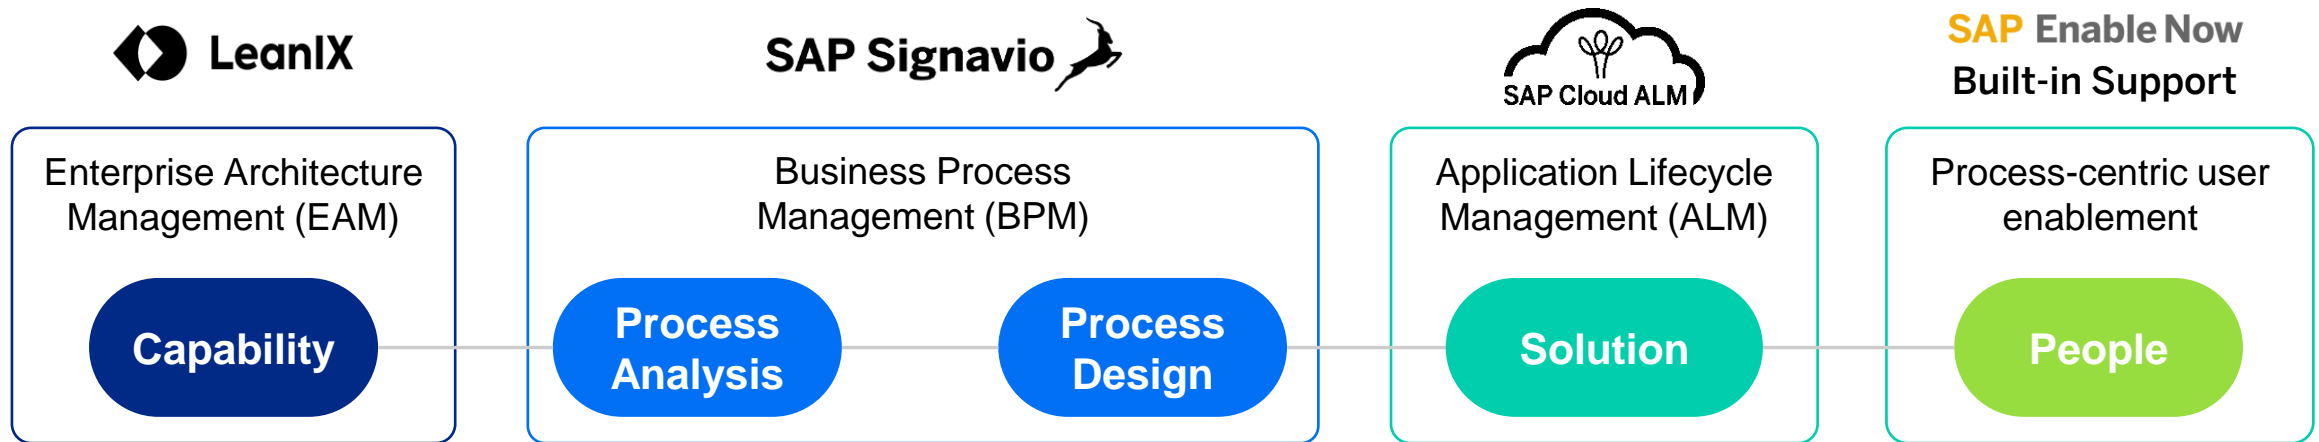 LeanIX
SAP Signavio
SAP Cloud ALM
SAP Enable Now
Built-in Support
Enterprise Architecture
Management (EAM)
Capability
Business Process
Management (BPM)
Process
Analysis
Process
Design
Application Lifecycle
Management (ALM)
Solution
Process-centric user
enablement
People